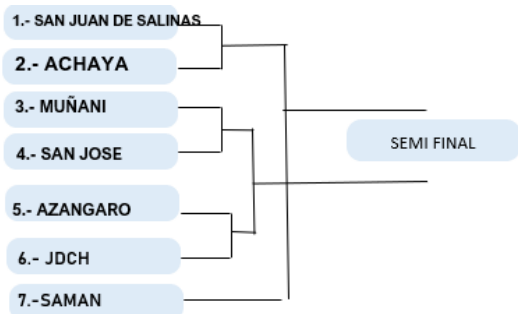 1.- SAN JUAN DE SALINAS
2.- ACHAYA
3.- MUÑANI
4.- SAN JOSE
SEMI FINAL
5.- AZANGARO
6.- JDCH
7.-SAMAN